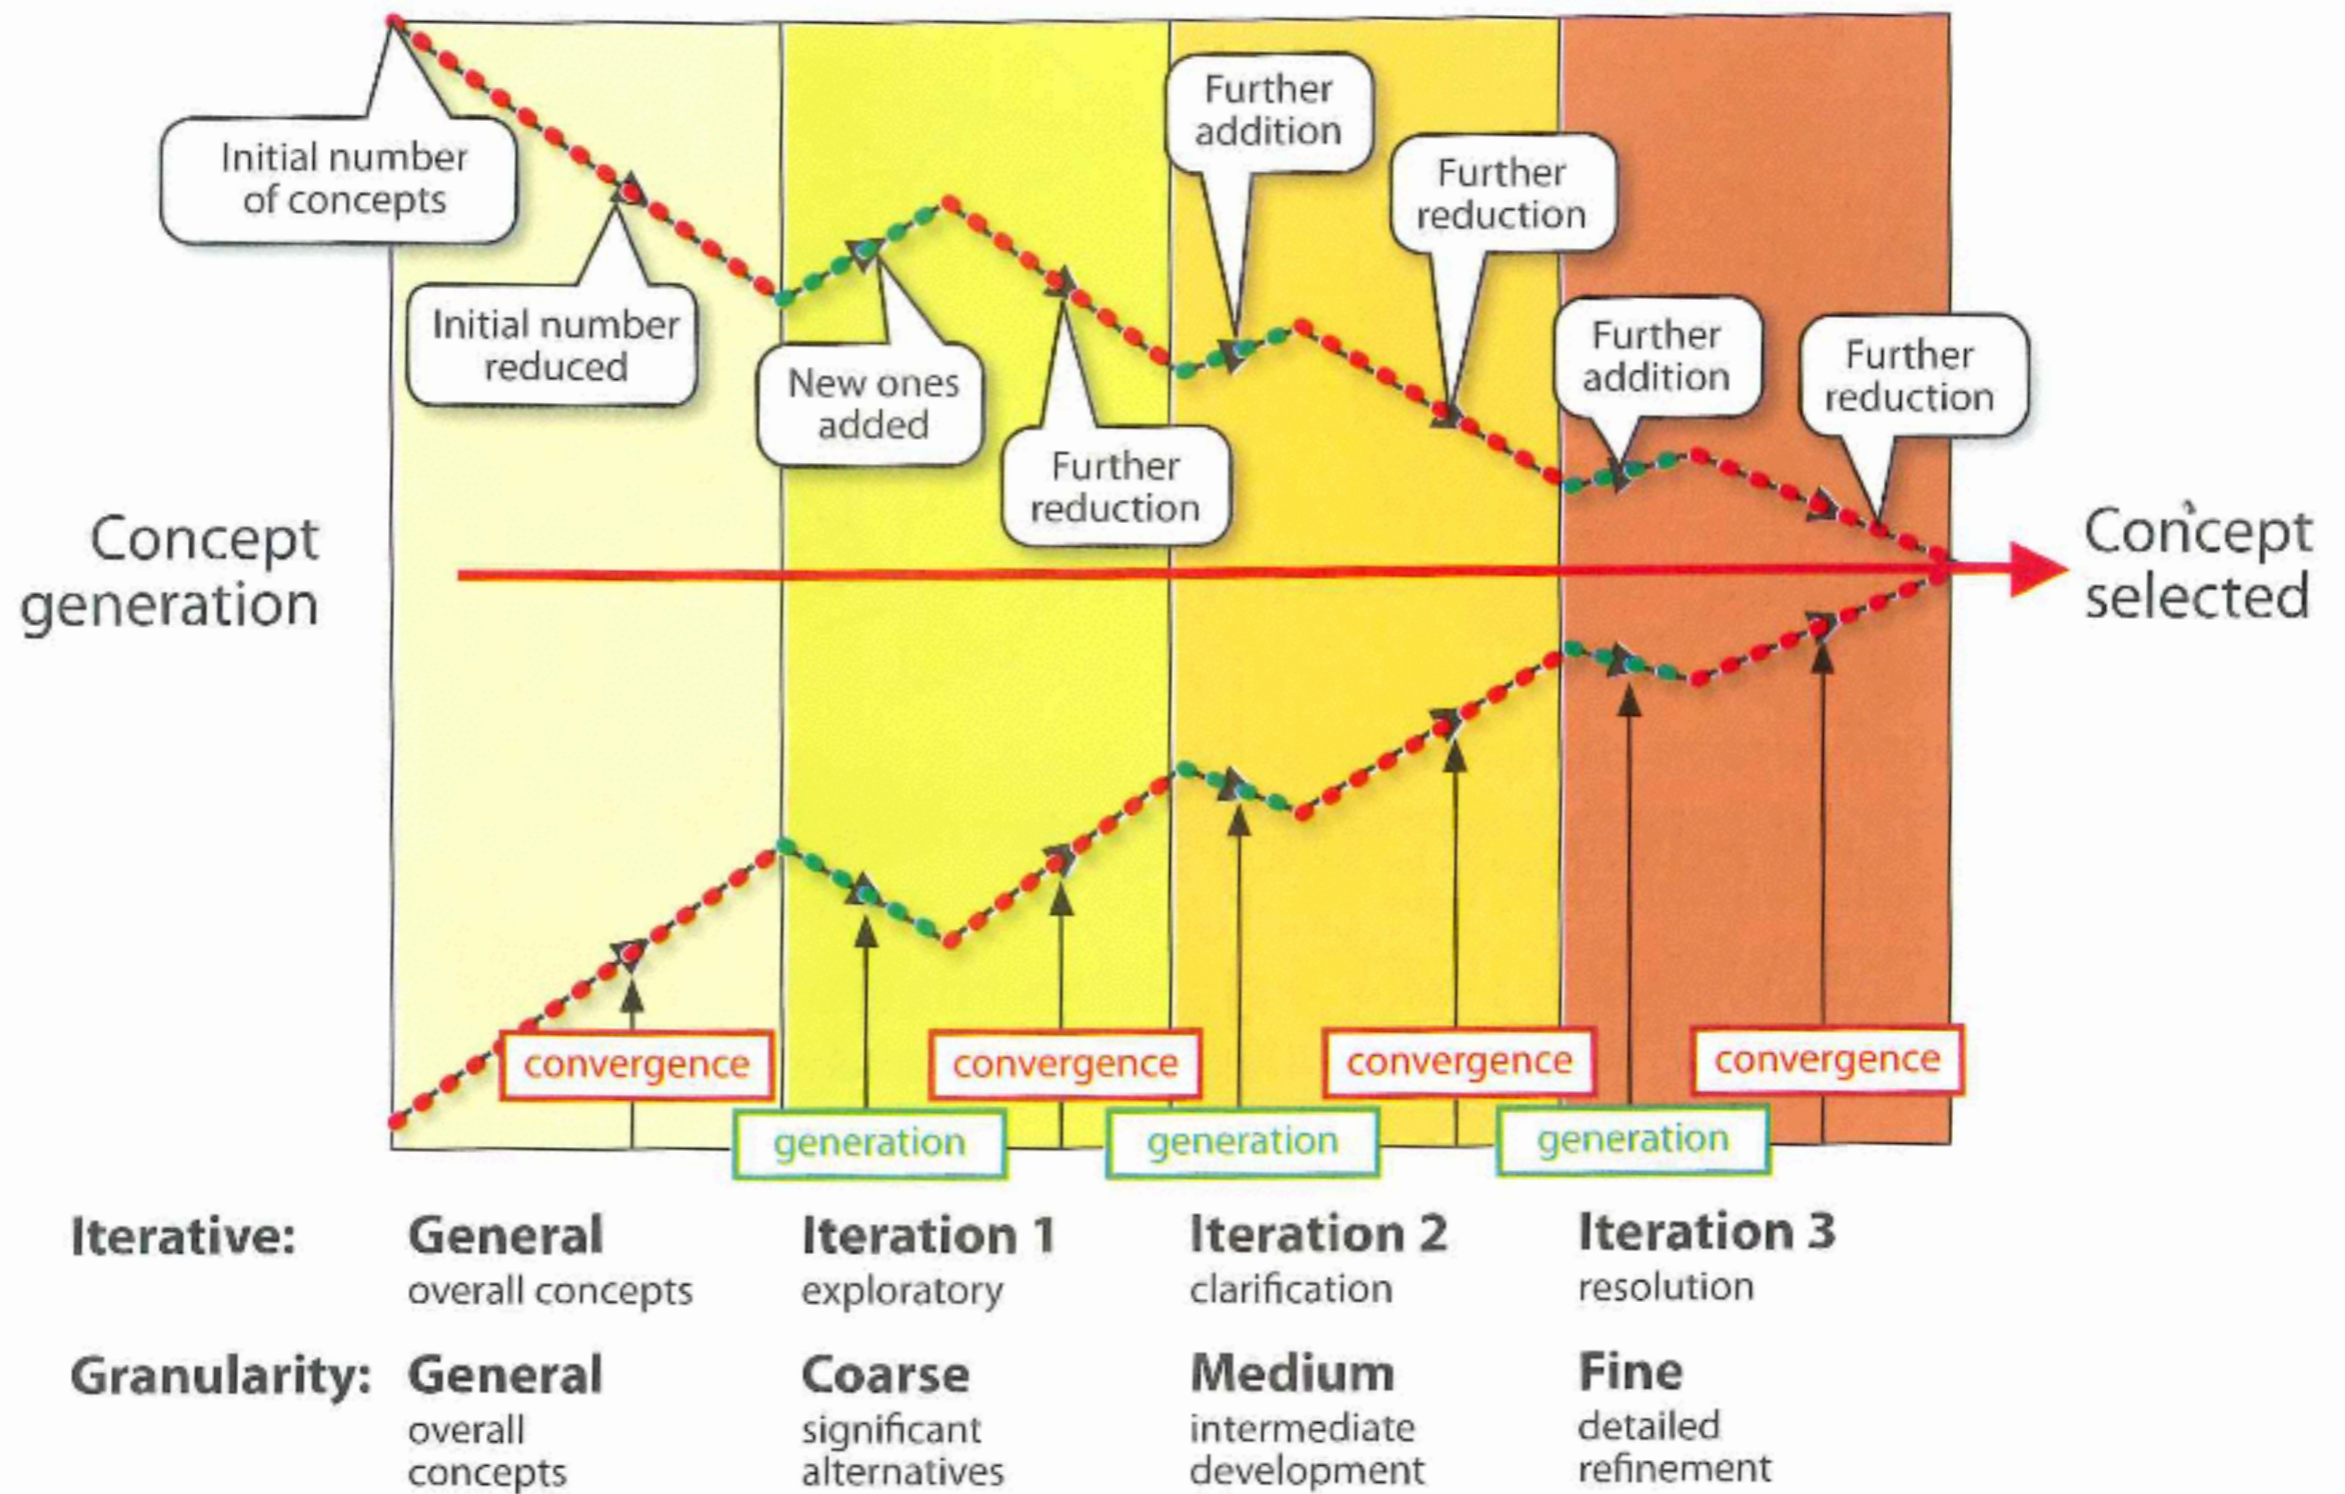 Initial number
of concepts
Initial number
reduced
New ones
added
Further
reduction
Further
addition
Further
reduction
Further
addition
Further
reduction
Concept
generation
Concept
selected
convergence
convergence
convergence
convergence
generation
generation
generation
Iterative: General Iteration 1 Iteration 2 Iteration 3
overall concepts exploratory clarification resolution
Granularity: General Coarse Medium Fine
overall significant intermediate detailed
concepts alternatives development refinement